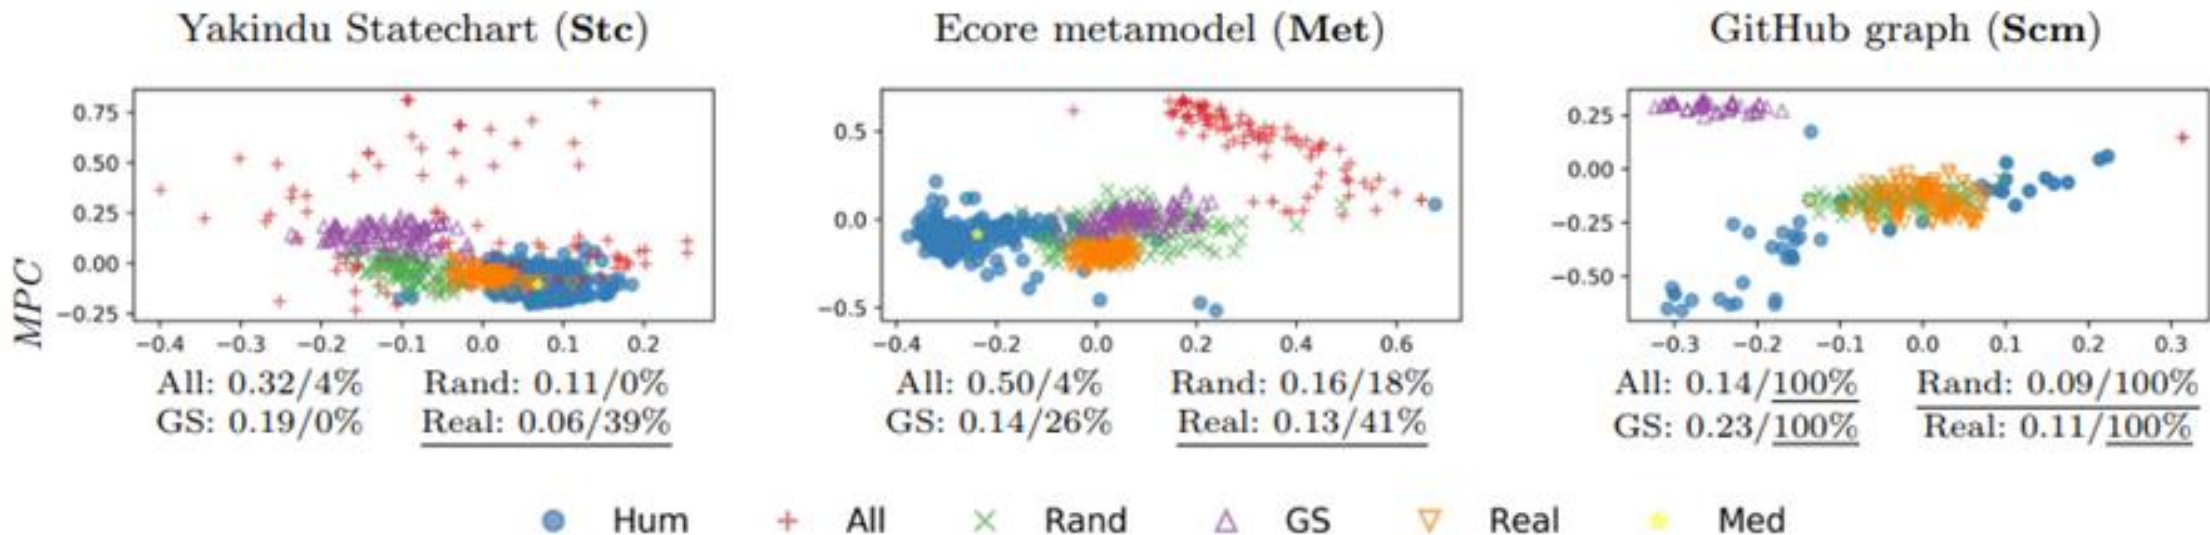 Yakindu Statechart (Stc) Ecore metamodel (Met) GitHub graph (Scm)
MPC
0.75
0.50
0.25
0.00
−0.25
−0.4 −0.3 −0.2 −0.1 0.0 0.1 0.2
0.5
0.0
−0.5
−0.4 −0.2 0.0 0.2 0.4 0.6
0.25
0.00
−0.25
−0.50
−0.3 −0.2 −0.1 0.0 0.1 0.2 0.3
All: 0.32/4% Rand: 0.11/0%
GS: 0.19/0% Real: 0.06/39%
All: 0.50/4% Rand: 0.16/18%
GS: 0.14/26% Real: 0.13/41%
All: 0.14/100% Rand: 0.09/100%
GS: 0.23/100% Real: 0.11/100%
Hum All Rand GS Real Med